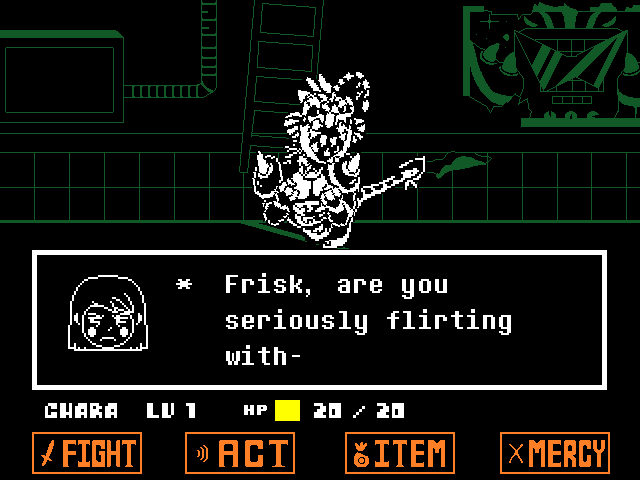 * Frisk, are you
seriously flirting
with-
CHARA LV 1 HP 20 / 20
FIGHT ACT ITEM MERCY